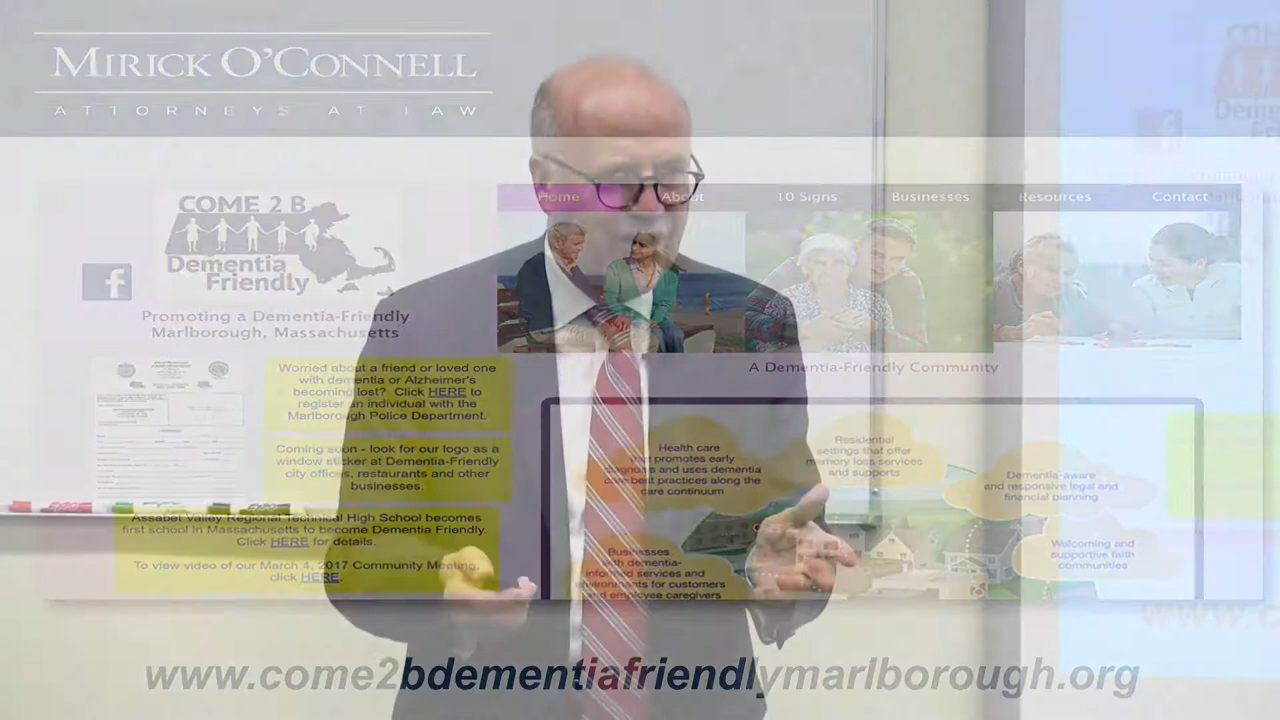 MIRICK O'CONNELL
ATTORNEYS AT LAW
COME 2 B
Dementia
Friendly
f
Promoting a Dementia-Friendly
Marlborough, Massachusetts
Home About 10 Signs Businesses Resources Contact
A Dementia-Friendly Community
Worried about a friend or loved one
with dementia or Alzheimer's
becoming lost? Click HERE to
register an individual with the
Marlborough Police Department.
Coming soon - look for our logo as a
window sticker at Dementia-Friendly
city offices, restaurants and other
businesses.
Assabet Valley Regional Technical High School becomes
first school in Massachusetts to become Dementia Friendly.
Click HERE for details.
To view video of our March 4, 2017 Community Meeting,
click HERE.
Health care
that promotes early
diagnosis and uses dementia
care best practices along the
care continuum
Residential
settings that offer
memory loss services
and supports
Dementia-aware
and responsive legal and
financial planning
Welcoming and
supportive faith
communities
Businesses
with dementia-
informed services and
environments for customers
and employee caregivers
www.come2bdementiafriendlymarlborough.org